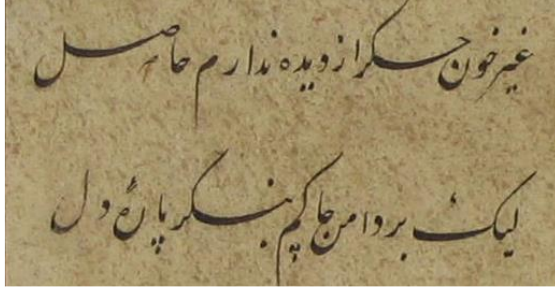 غیر خون جگر از دیده ندارم حاصل
لیک بر دامن چاکم بنگر پارهٔ دل